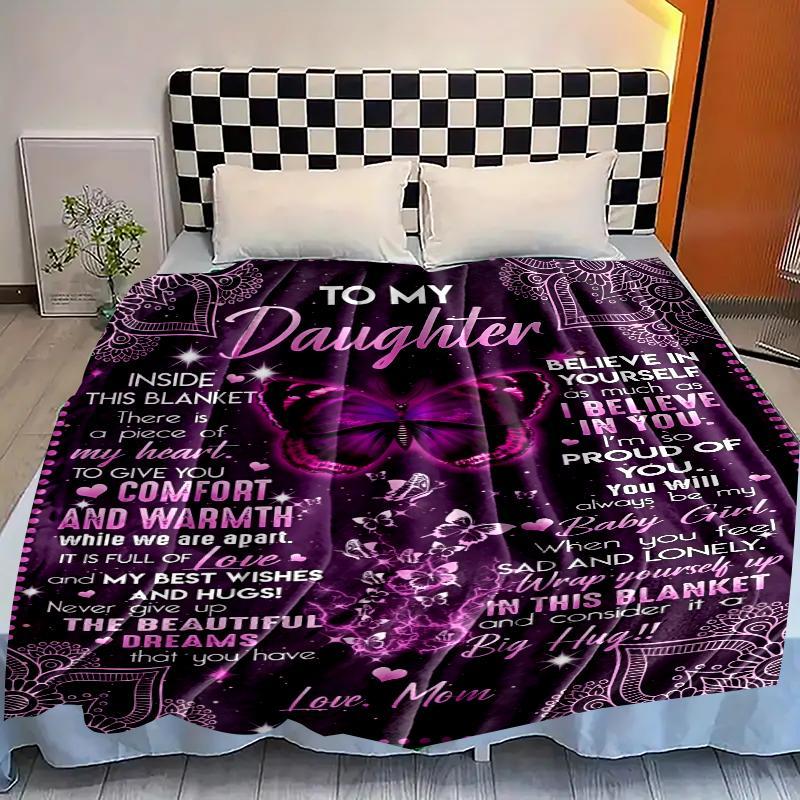 TO MY
Daughter
INSIDE
THIS BLANKET
There is
a piece of
my heart.
TO GIVE YOU
COMFORT
AND WARMTH
while we are apart.
IT IS FULL OF Love
and MY BEST WISHES
AND HUGS!
Never give up
THE BEAUTIFUL
DREAMS
that you have
BELIEVE IN
YOURSELF
as much as
I BELIEVE
IN YOU.
I'm so
PROUD OF
YOU.
You Will
always be my
Baby Girl.
When you feel
SAD AND LONELY.
Wrap yourself up
IN THIS BLANKET
and consider it a
Big Hug!!
Love, Mom